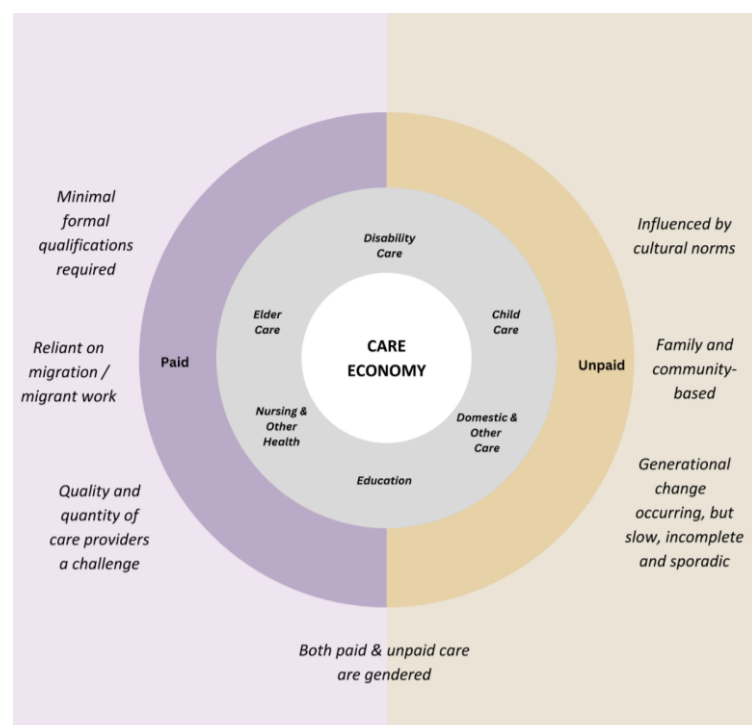 Minimal
formal
qualifications
required
Reliant on
migration /
migrant work
Quality and
quantity of
care providers
a challenge
Paid
Disability
Care
Elder
Care
Child
Care
CARE
ECONOMY
Nursing &
Other
Health
Domestic &
Other
Care
Education
Unpaid
Influenced by
cultural norms
Family and
community-
based
Generational
change
occurring, but
slow, incomplete
and sporadic
Both paid & unpaid care
are gendered